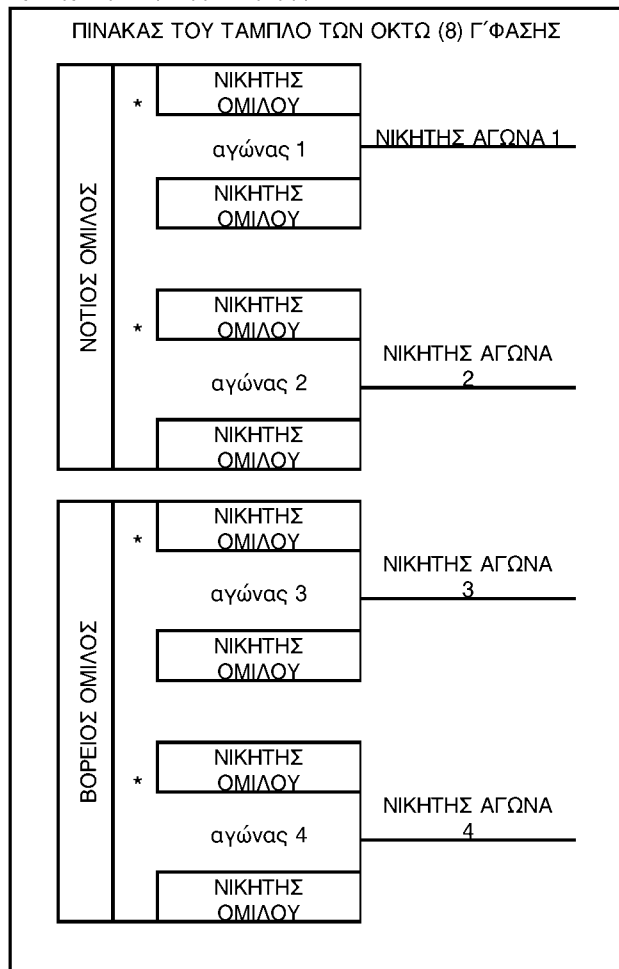 ΠΙΝΑΚΑΣ ΤΟΥ ΤΑΜΠΛΟ ΤΩΝ ΟΚΤΩ (8) Γ΄ΦΑΣΗΣ
ΝΟΤΙΟΣ ΟΜΙΛΟΣ
*
ΝΙΚΗΤΗΣ
ΟΜΙΛΟΥ
αγώνας 1
ΝΙΚΗΤΗΣ ΑΓΩΝΑ 1
ΝΙΚΗΤΗΣ
ΟΜΙΛΟΥ
*
ΝΙΚΗΤΗΣ
ΟΜΙΛΟΥ
αγώνας 2
ΝΙΚΗΤΗΣ ΑΓΩΝΑ
2
ΝΙΚΗΤΗΣ
ΟΜΙΛΟΥ
ΒΟΡΕΙΟΣ ΟΜΙΛΟΣ
*
ΝΙΚΗΤΗΣ
ΟΜΙΛΟΥ
αγώνας 3
ΝΙΚΗΤΗΣ ΑΓΩΝΑ
3
ΝΙΚΗΤΗΣ
ΟΜΙΛΟΥ
*
ΝΙΚΗΤΗΣ
ΟΜΙΛΟΥ
αγώνας 4
ΝΙΚΗΤΗΣ ΑΓΩΝΑ
4
ΝΙΚΗΤΗΣ
ΟΜΙΛΟΥ